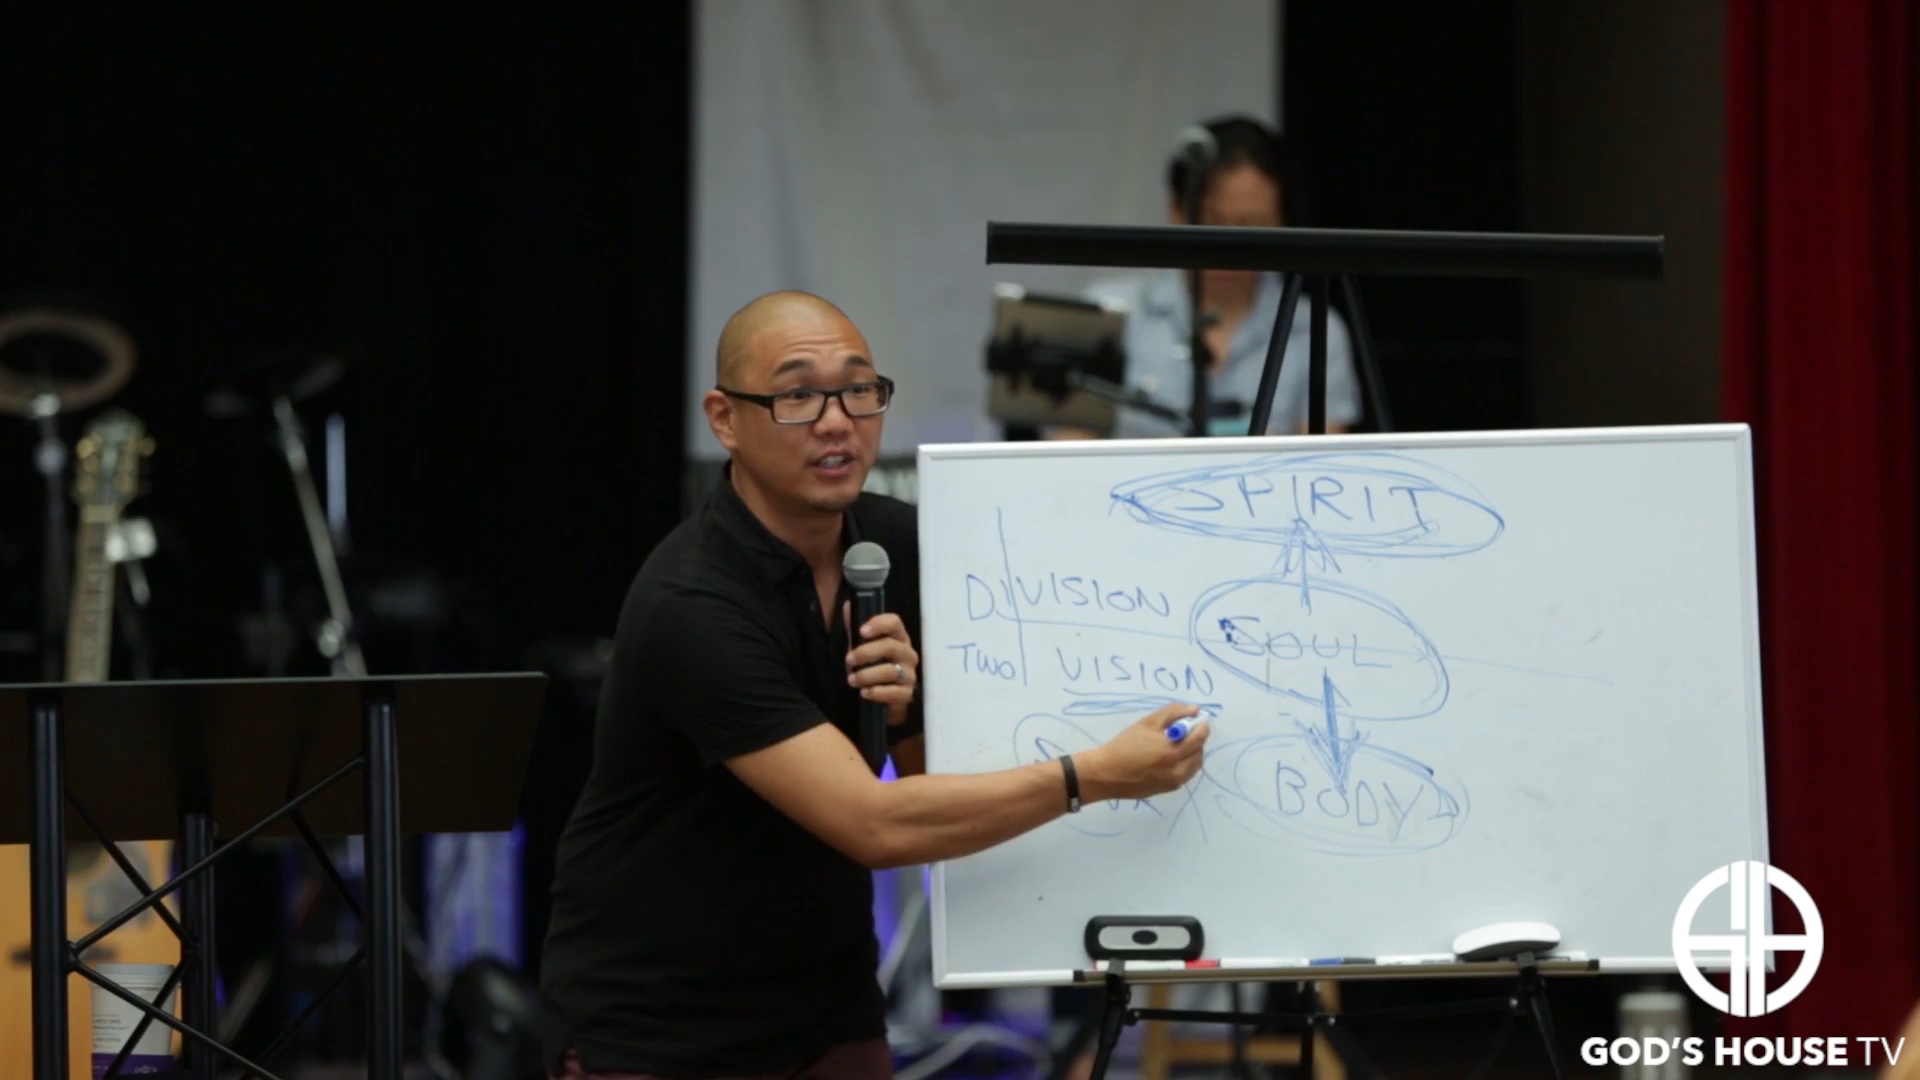 SPIRIT
DIVISION
SOUL
TWO VISION
BODY
GOD'S HOUSE TV